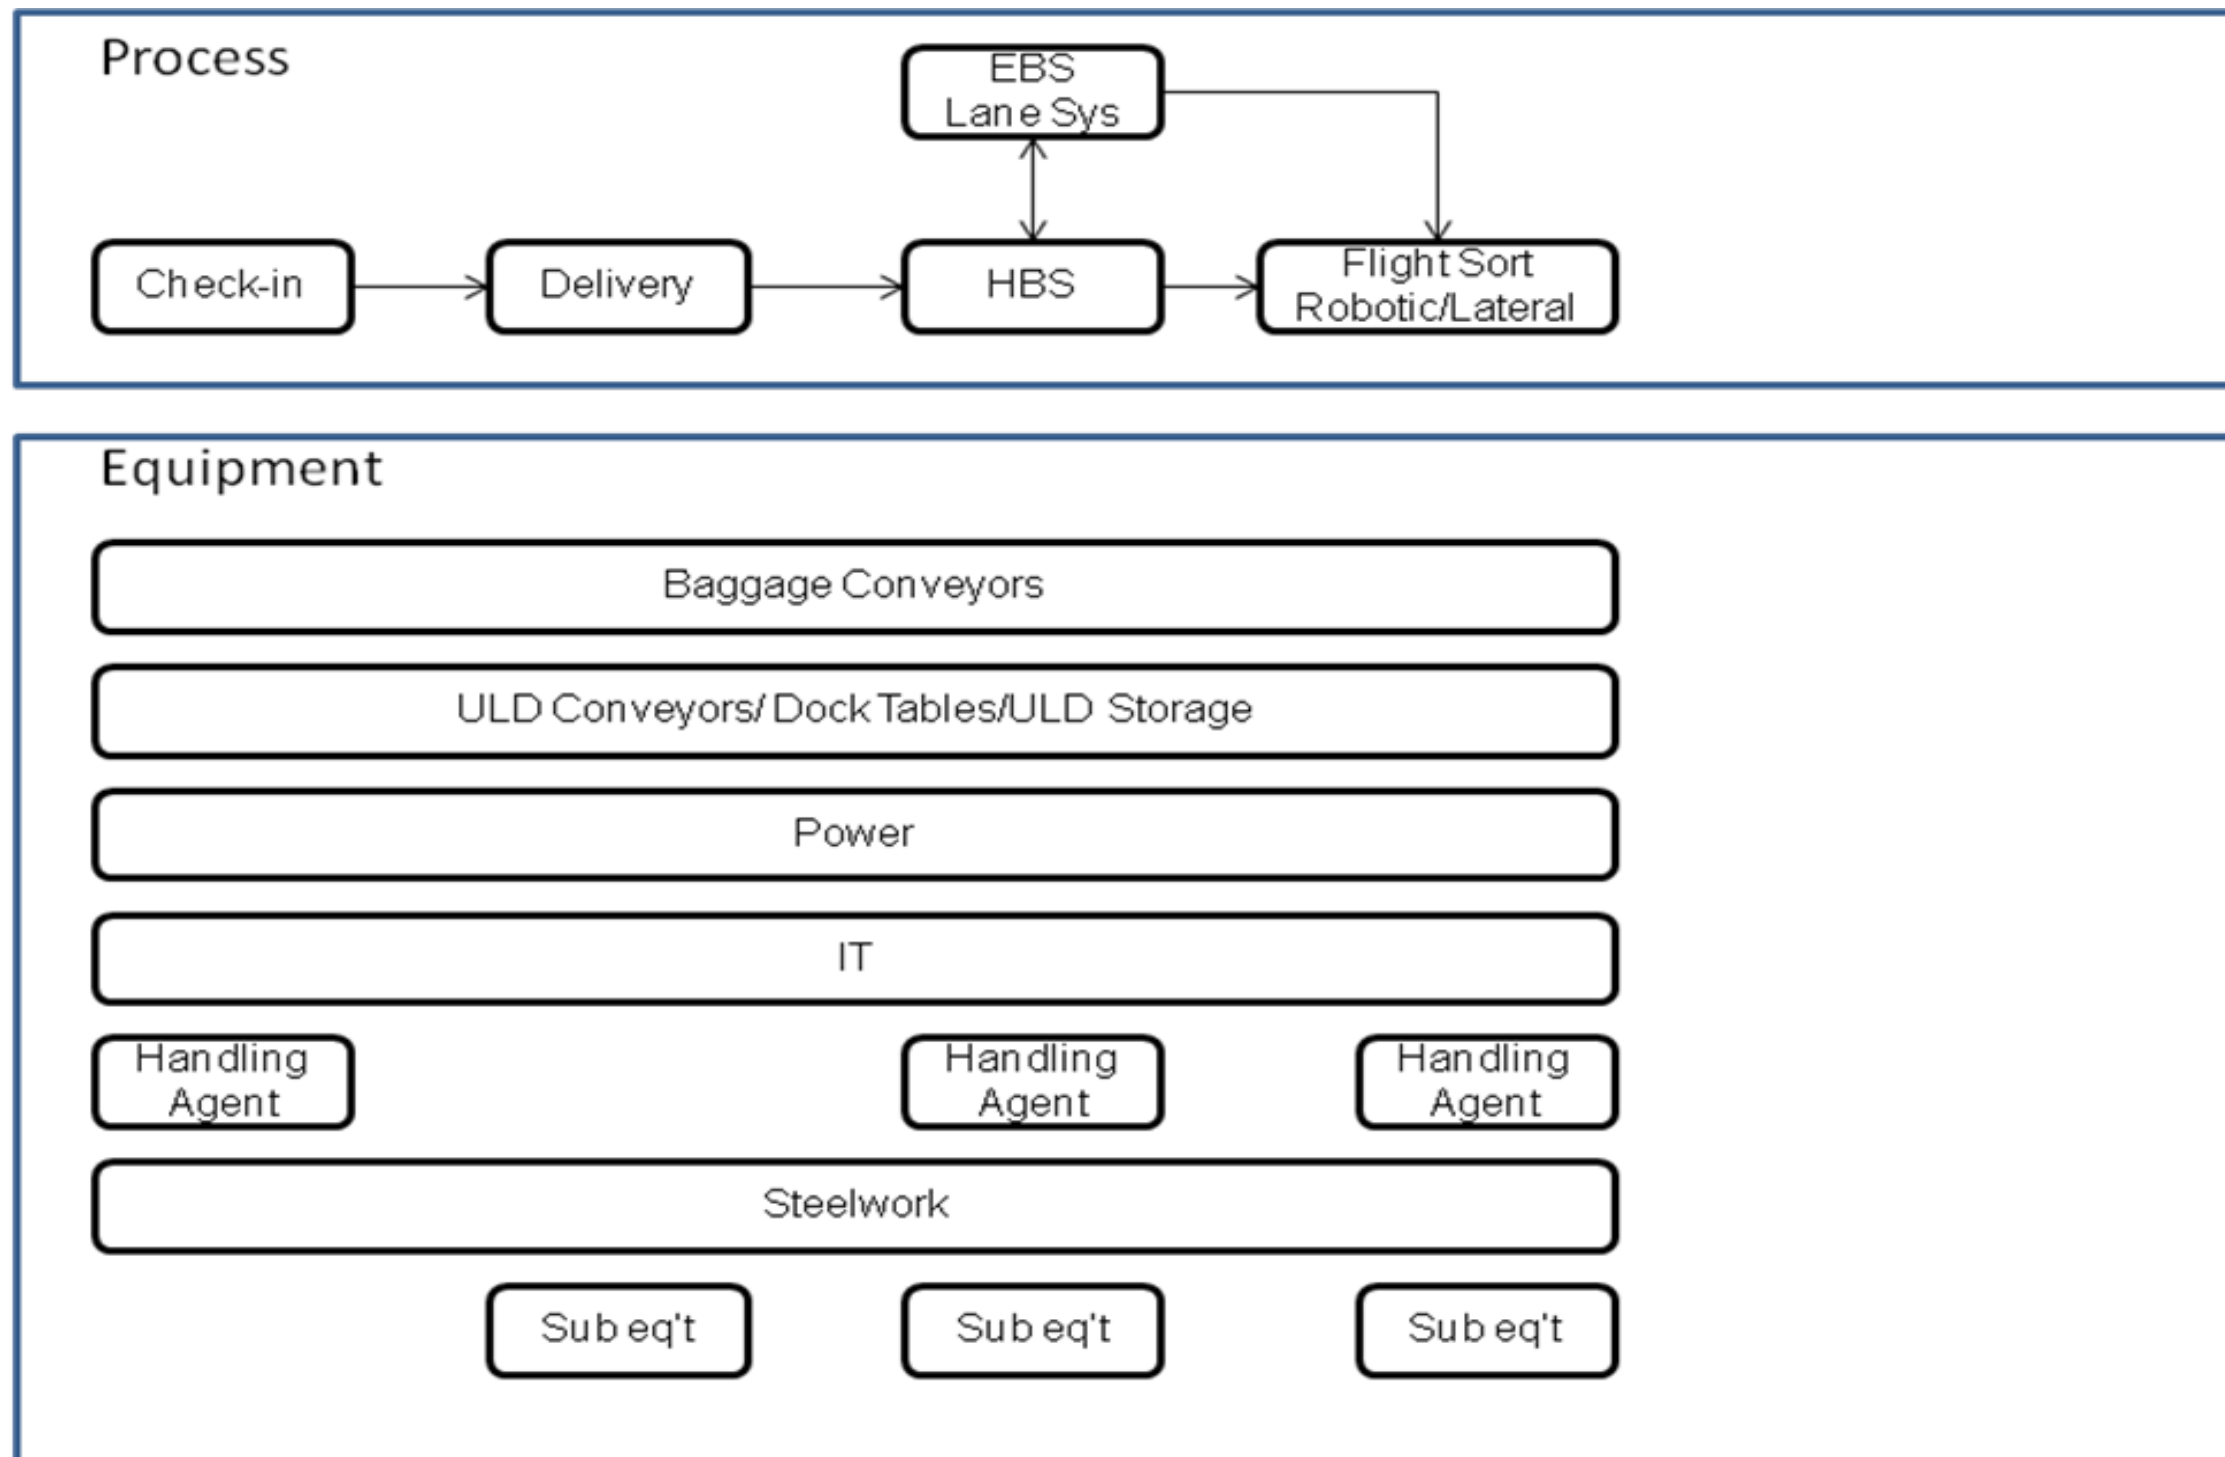 Process
EBS
Lane Sys
Check-in
Delivery
HBS
Flight Sort
Robotic/Lateral
Equipment
Baggage Conveyors
ULD Conveyors/ Dock Tables/ULD Storage
Power
IT
Handling
Agent
Handling
Agent
Handling
Agent
Steelwork
Sub eq't
Sub eq't
Sub eq't